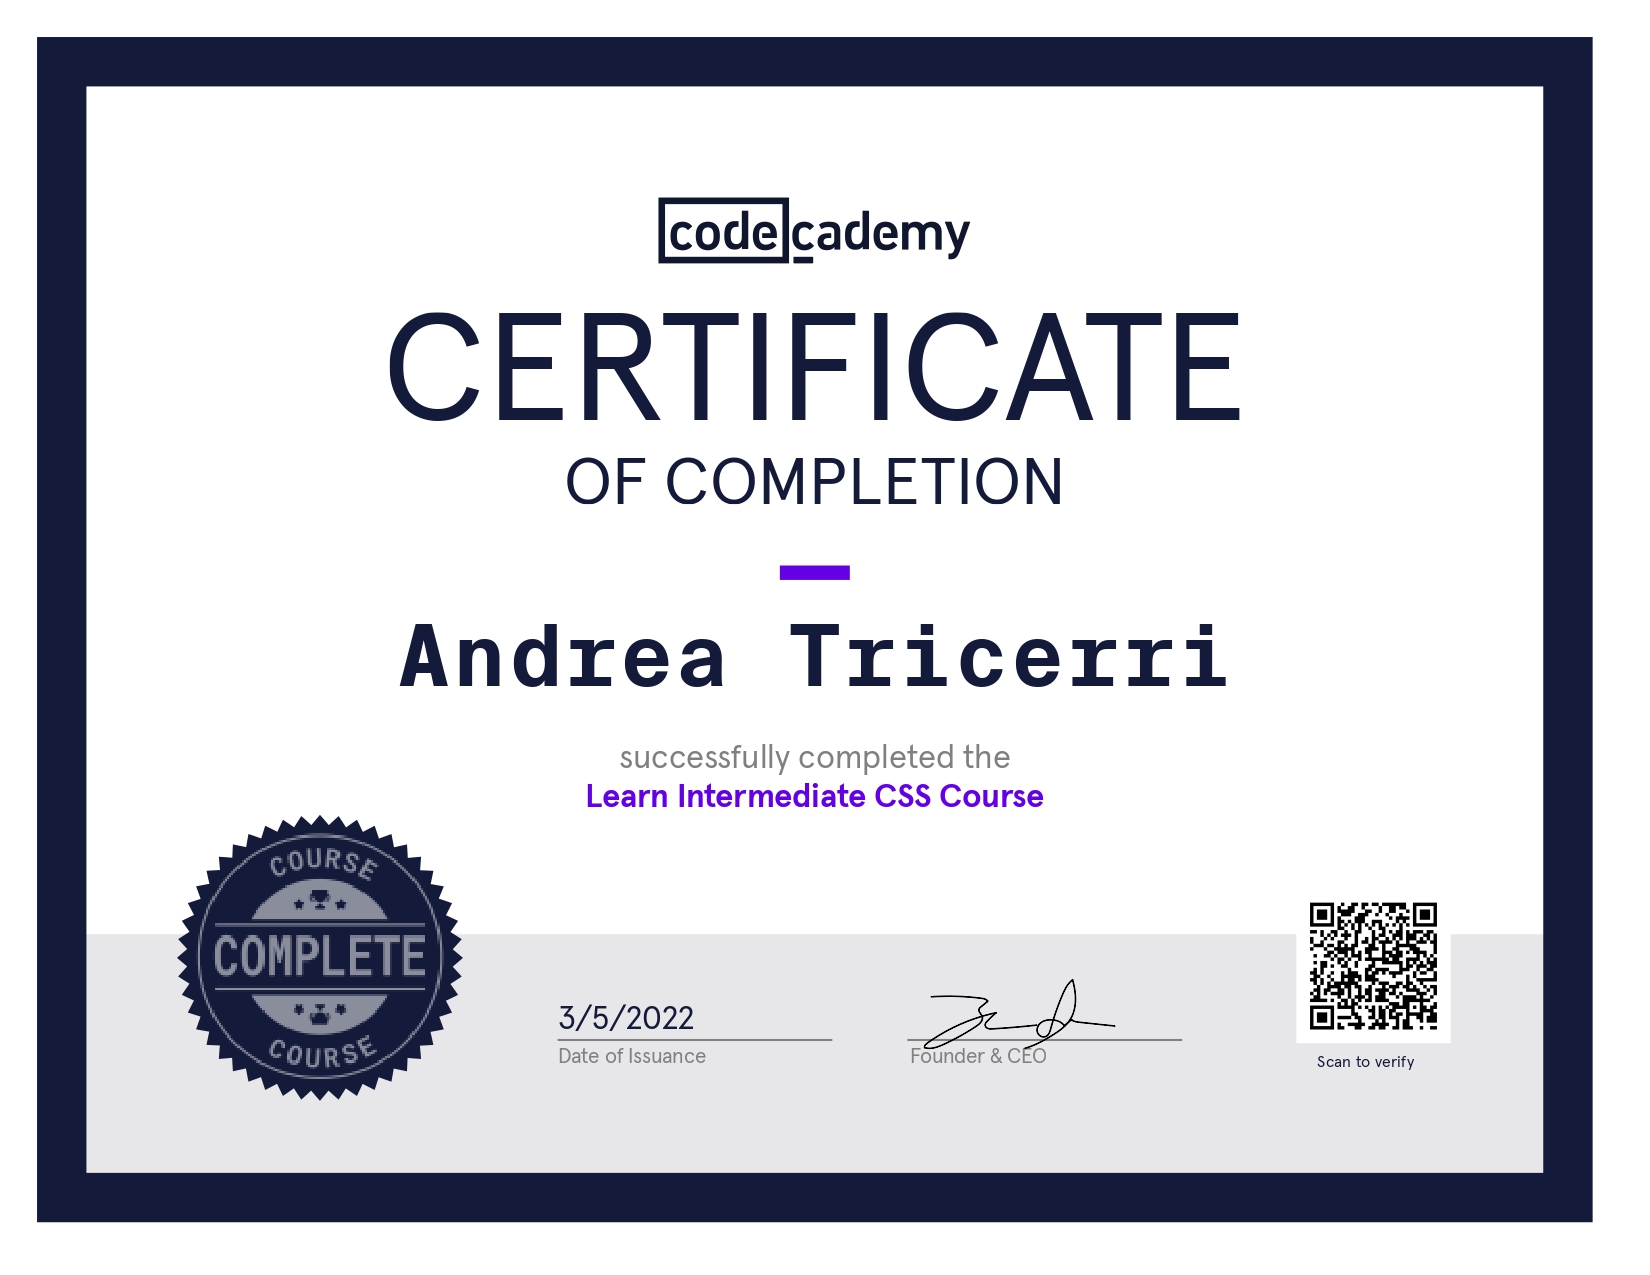 codecademy
CERTIFICATE
OF COMPLETION
Andrea Tricerri
successfully completed the
Learn Intermediate CSS Course
COURSE
COMPLETE
COURSE
3/5/2022
Date of Issuance
Founder & CEO
Scan to verify